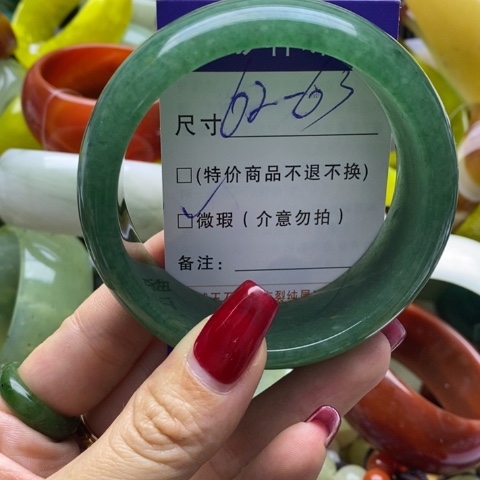 尺寸 62-63
□(特价商品不退不换)
□微瑕(介意勿拍)
备注: